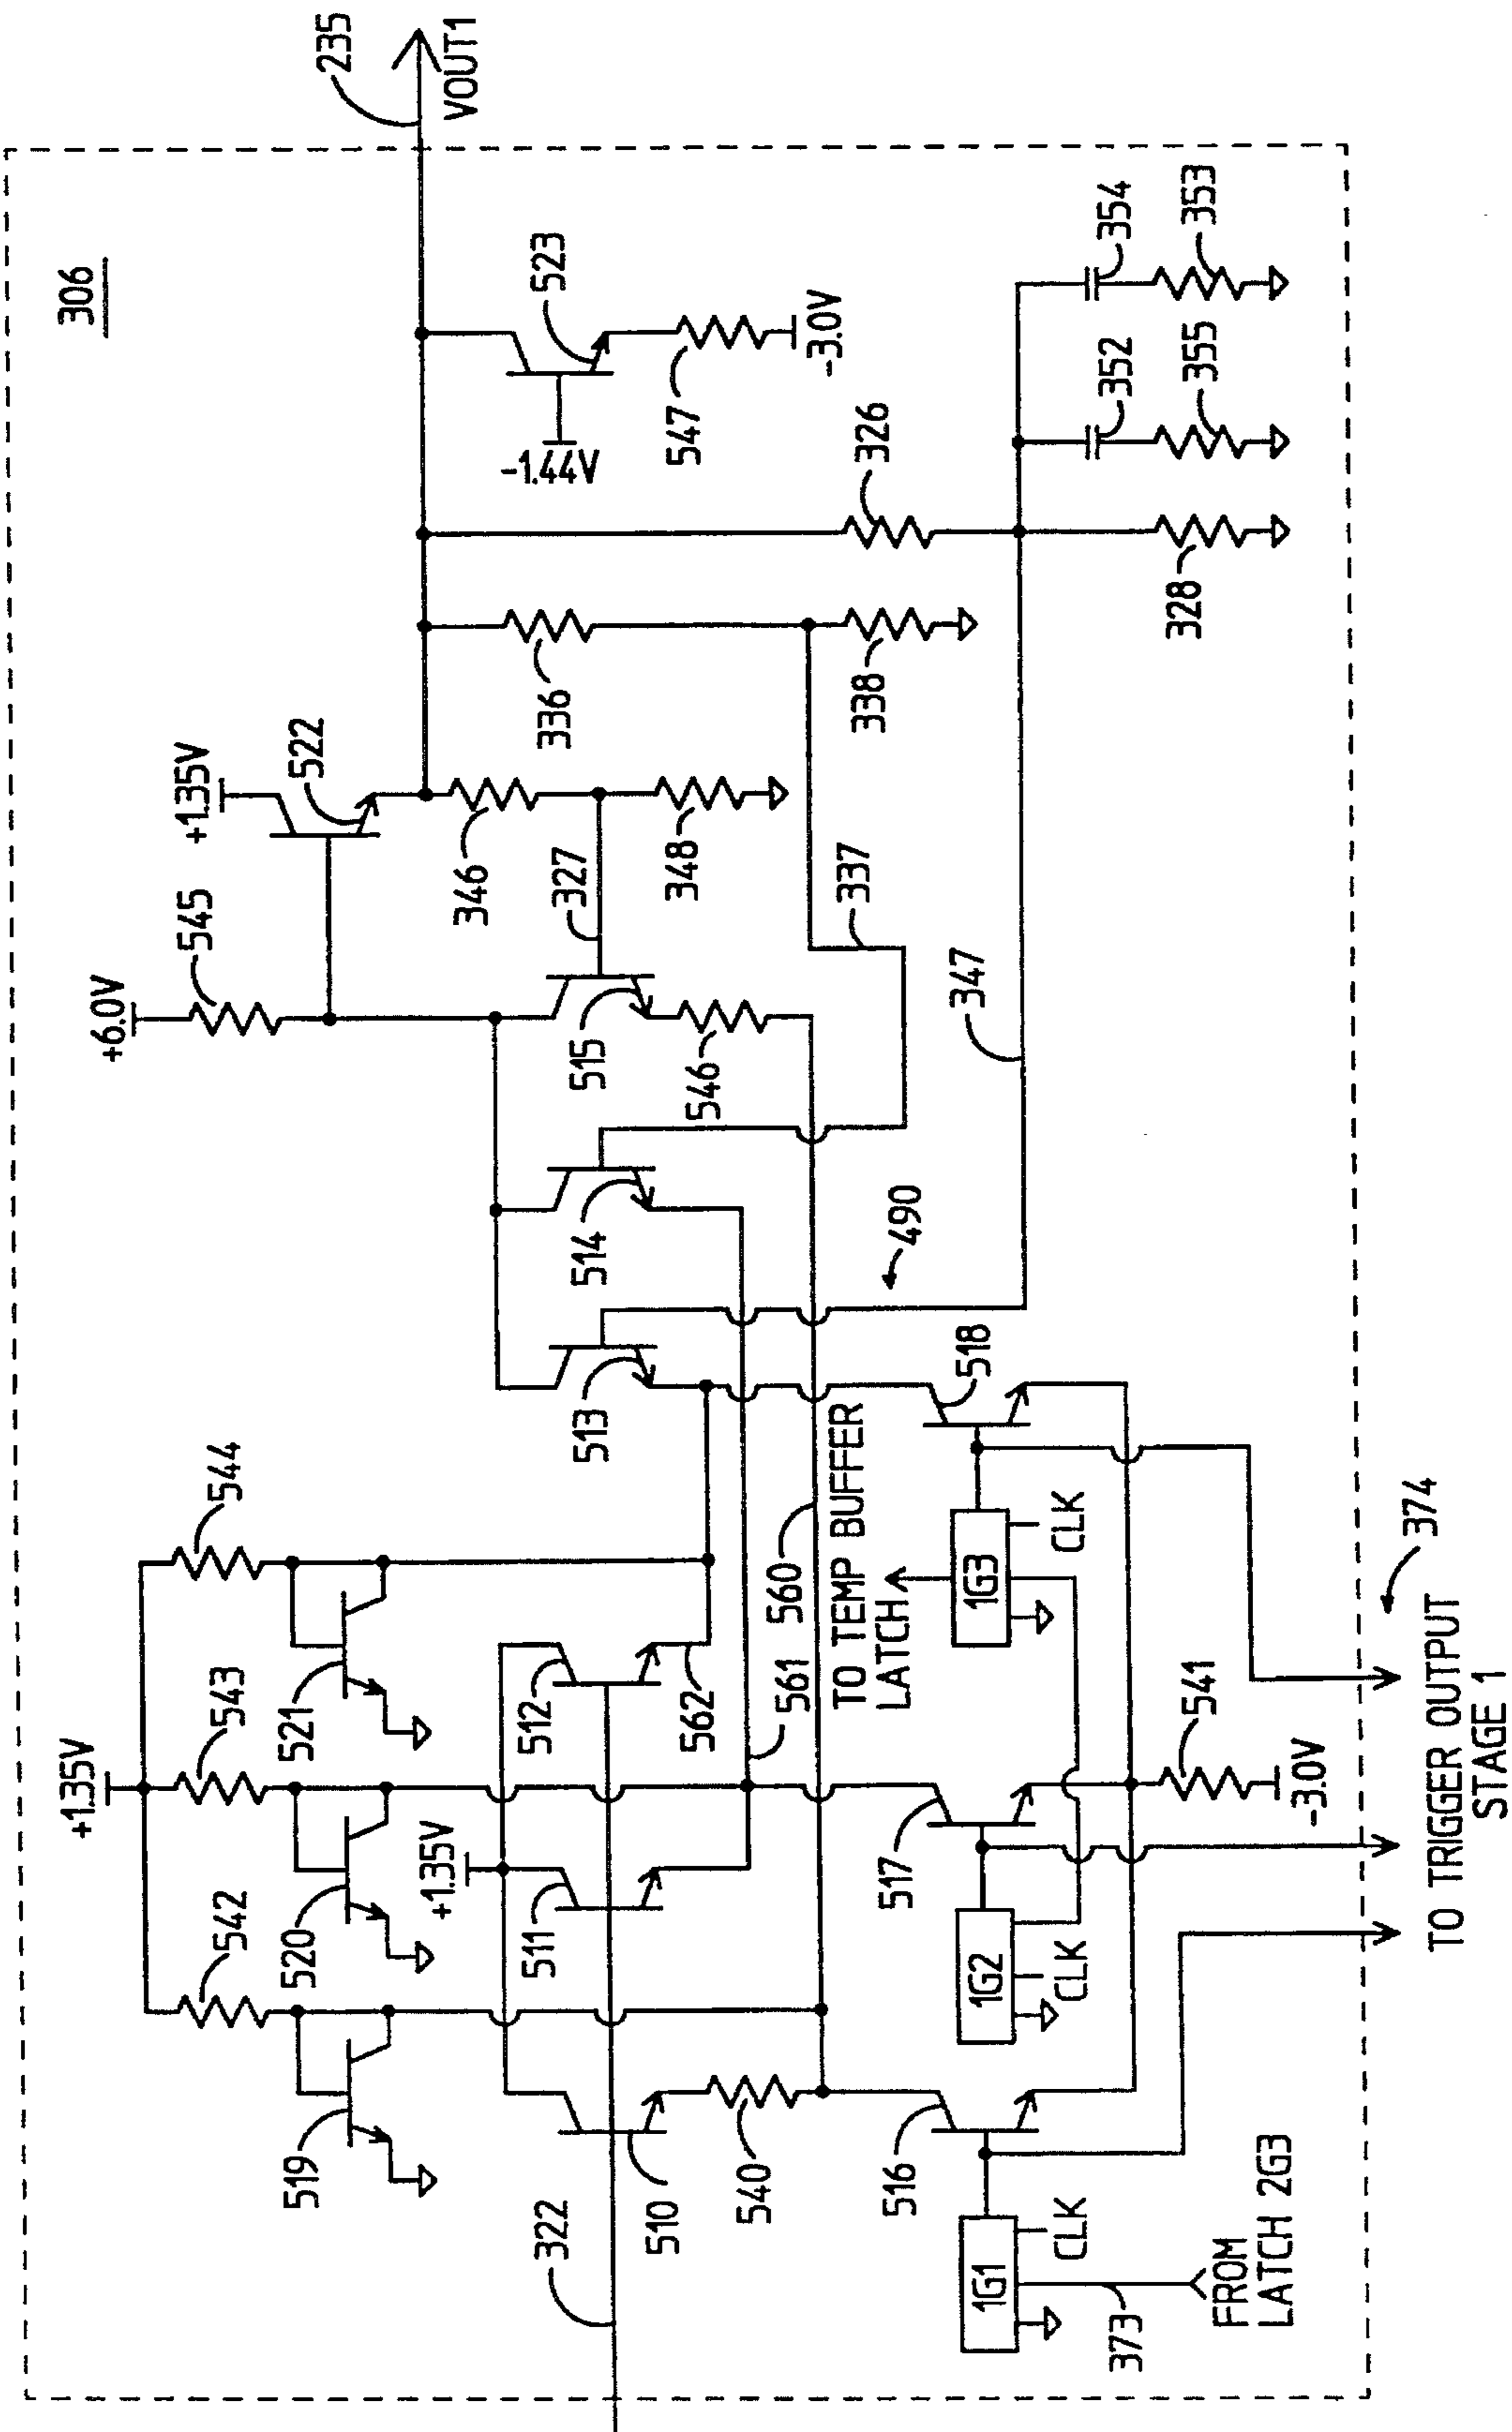 306
235
VOUT1
+1.35V
522
523
547
-1.44V
-3.0V
326
354
353
352
355
328
336
338
346
348
327
337
347
+6.0V
545
515
546
514
513
490
518
544
543
542
+1.35V
521
520
519
+1.35V
512
511
510
562
561
560
TO TEMP BUFFER
LATCH
1G3
CLK
517
1G2
CLK
541
-3.0V
516
540
322
1G1
CLK
373
FROM
LATCH 2G3
374
TO TRIGGER OUTPUT
STAGE 1